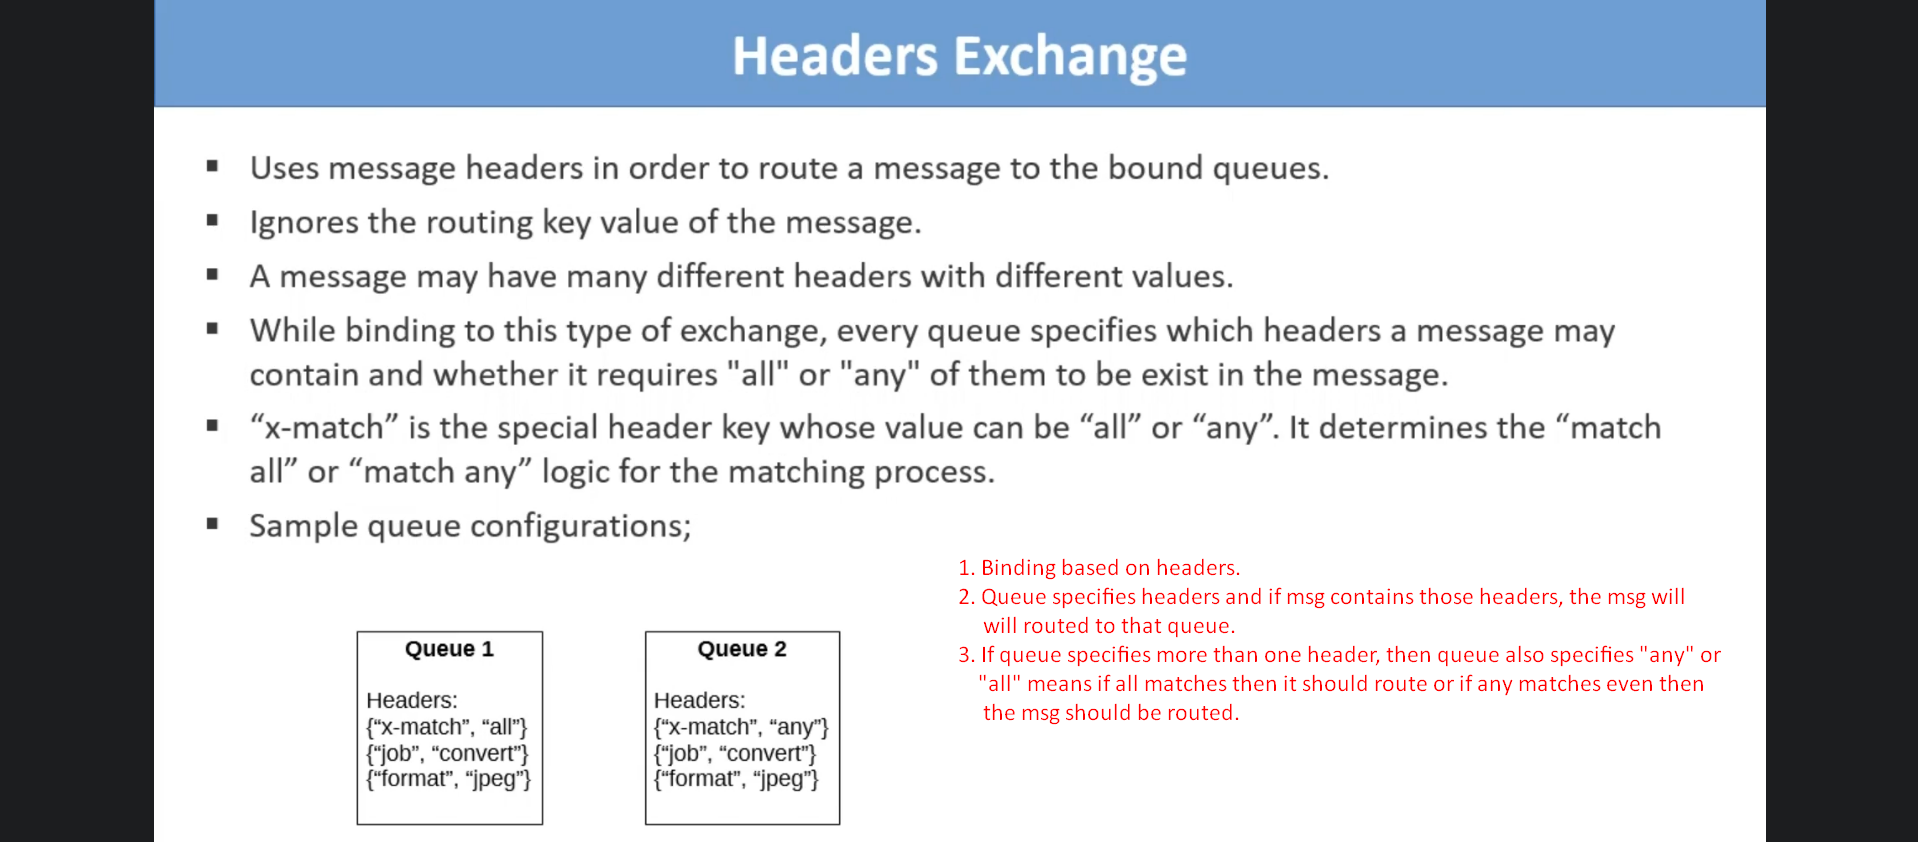 Headers Exchange
▪ Uses message headers in order to route a message to the bound queues.
▪ Ignores the routing key value of the message.
▪ A message may have many different headers with different values.
▪ While binding to this type of exchange, every queue specifies which headers a message may
contain and whether it requires "all" or "any" of them to be exist in the message.
▪ “x-match” is the special header key whose value can be “all” or “any”. It determines the “match
all” or “match any” logic for the matching process.
▪ Sample queue configurations;
1. Binding based on headers.
2. Queue specifies headers and if msg contains those headers, the msg will
will routed to that queue.
3. If queue specifies more than one header, then queue also specifies "any" or
"all" means if all matches then it should route or if any matches even then
the msg should be routed.
Queue 1
Headers:
{“x-match”, “all”}
{“job”, “convert”}
{“format”, “jpeg”}
Queue 2
Headers:
{“x-match”, “any”}
{“job”, “convert”}
{“format”, “jpeg”}